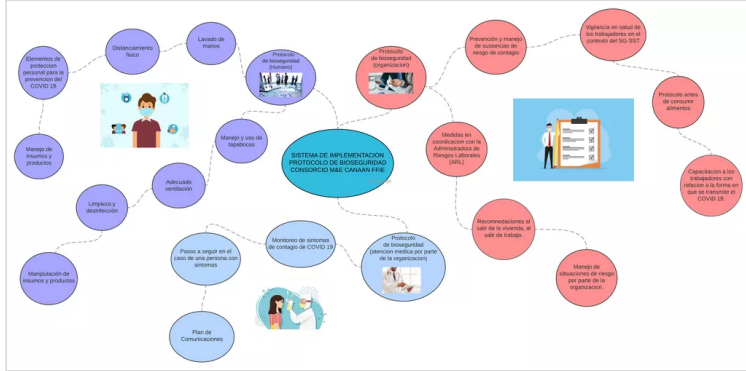 Lavado de
manos
Distanciamiento
fisico
Elementos de
protección
personal para la
prevencion del
COVID 19
Manejo de
insumos y
productos
Protocolo
de bioseguridad
(Humano)
Manejo y uso de
tapabocas
Adecuada
ventilación
Limpieza y
desinfección
Manipulación de
insumos y productos
SISTEMA DE IMPLEMENTACION
PROTOCOLO DE BIOSEGURIDAD
CONSORCIO M&E CANAAN FFIE
Protocolo
de bioseguridad
(organizacion)
Prevención y manejo
de sustancias de
riesgo de contagio
Vigilancia en salud de
los trabajadores en el
contexto del SG-SST
Protocolo antes
de consumir
alimentos
Capacitacion a los
trabajadores con
relacion a la forma en
que se transmite el
COVID 19.
Medidas en
coordicacion con la
Administradora de
Riesgos Laborales
(ARL)
Recommedaciones al
salir de la vivienda, al
salir de trabajo.
Manejo de
situaciones de riesgo
por parte de la
organizacion.
Protocolo
de bioseguridad
(atencion medica por parte
de la organizacion)
Monitoreo de sintomas
de contagio de COVID 19
Pasos a seguir en el
caso de una persona con
sintomas
Plan de
Comunicaciones